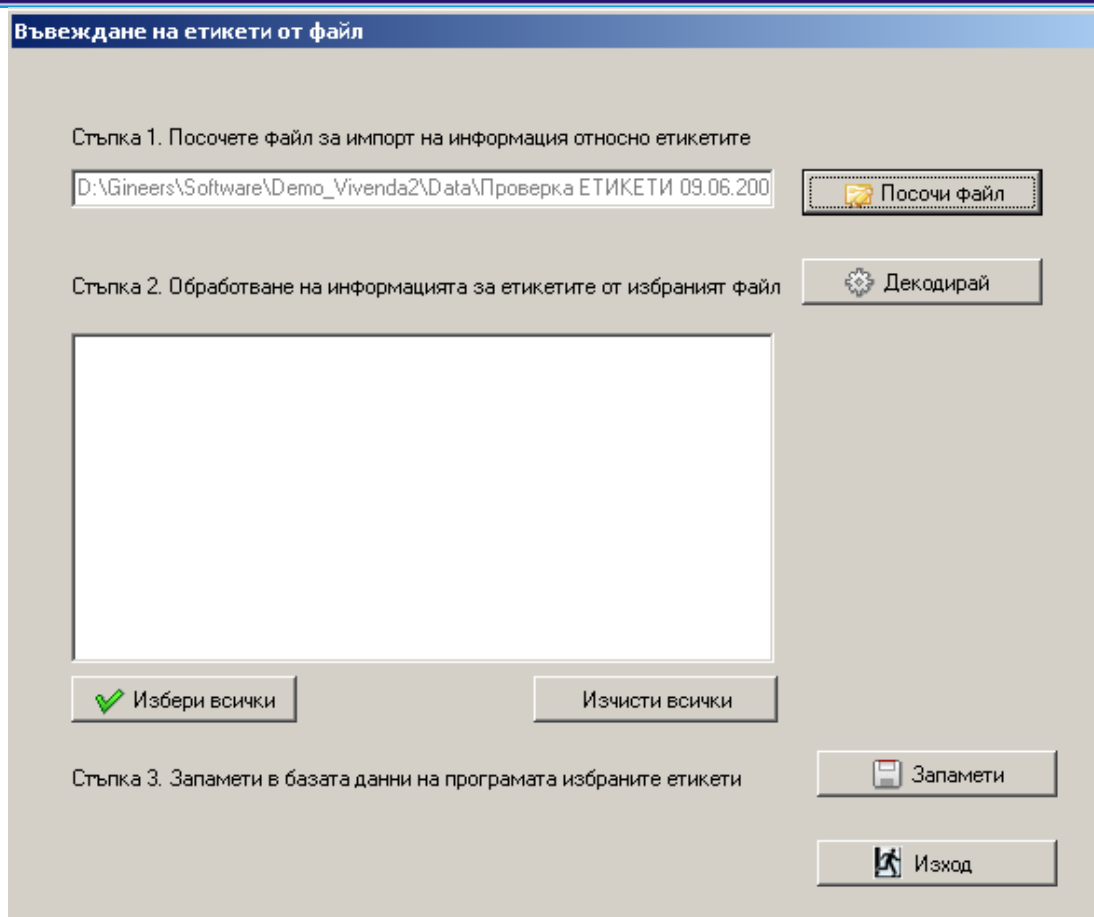 Въвеждане на етикети от файл
Стъпка 1. Посочете файл за импорт на информация относно етикетите
D:\Gineers\Software\Demo_Vivenda2\Data\Проверка ЕТИКЕТИ 09.06.200
Посочи файл
Стъпка 2. Обработване на информацията за етикетите от избраният файл
Декодирай
Избери всички
Изчисти всички
Стъпка 3. Запамети в базата данни на програмата избраните етикети
Запамети
Изход